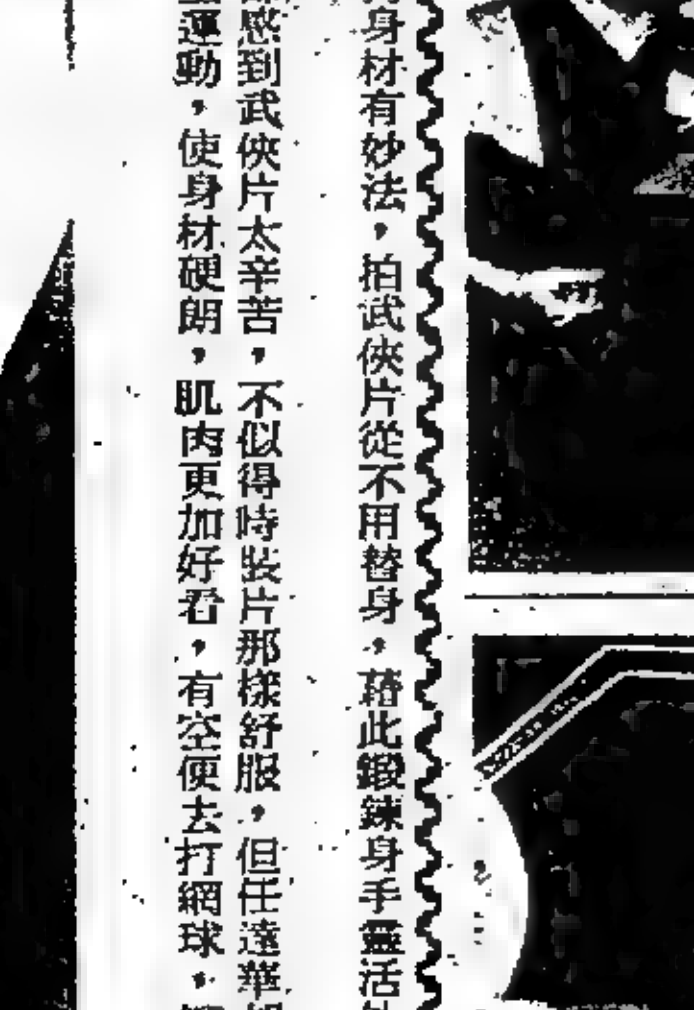 身材有妙法，拍武俠片從不用替身，藉此鍛鍊身手靈活
感到武俠片太辛苦，不似得時裝片那樣舒服，但任達華
運動，使身材硬朗，肌肉更加好看，有空便去打網球，